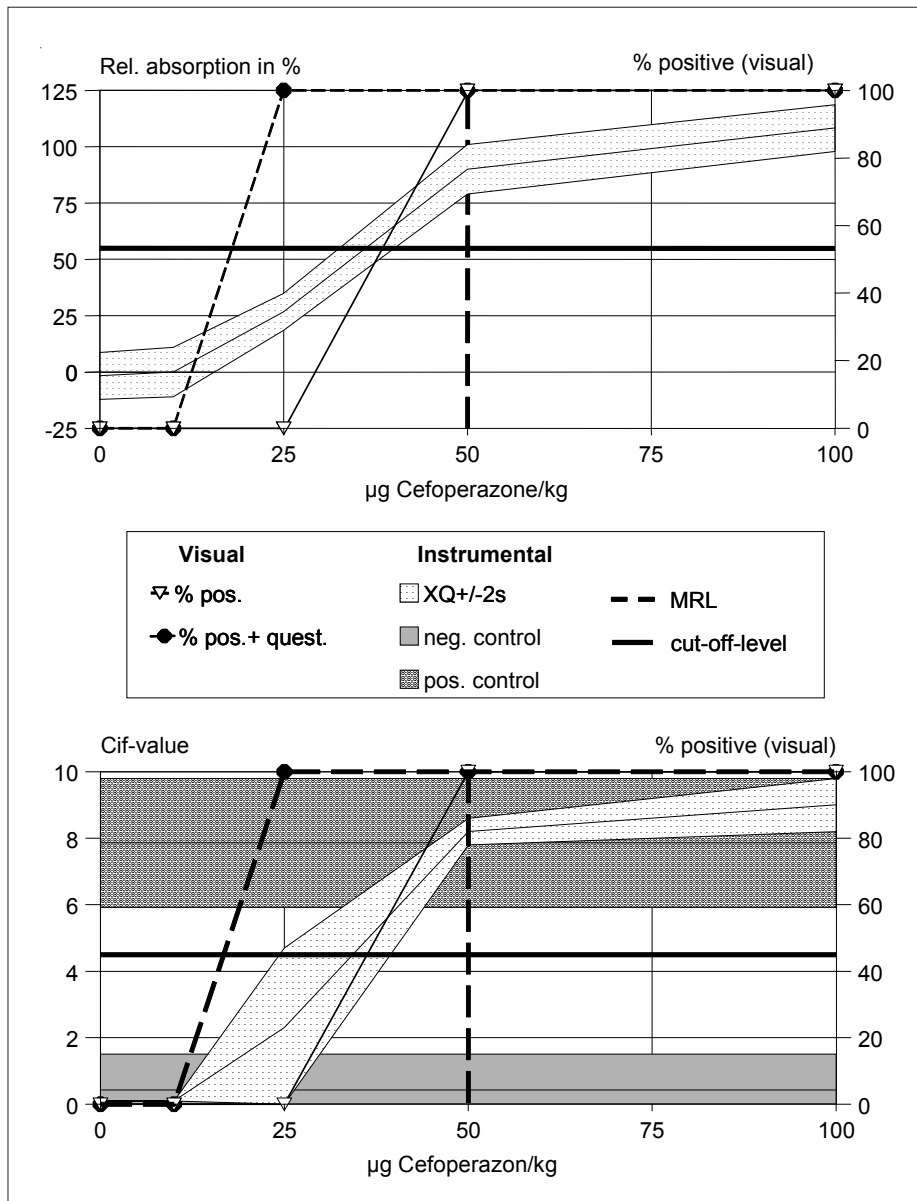 Rel. absorption in % % positive (visual)
125 100
100 80
75 60
50 40
25 20
0
-25 0
0 25 50 75 100
µg Cefoperazone/kg
Visual Instrumental
% pos. XQ+/-2s MRL
% pos.+ quest. neg. control cut-off-level
pos. control
Cif-value % positive (visual)
10 100
8 80
6 60
4 40
2 20
0 0
0 25 50 75 100
µg Cefoperazon/kg